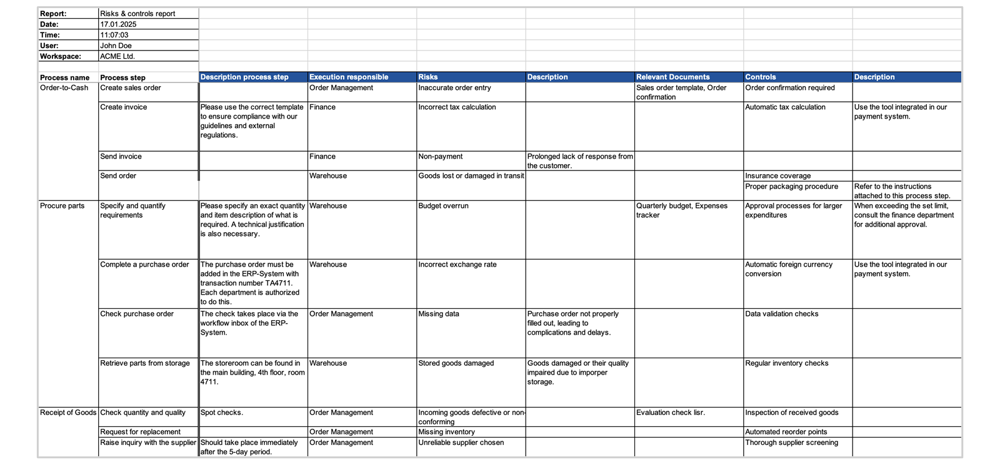 Report: Risks & controls report
Date: 17.01.2025
Time: 11:07:03
User: John Doe
Workspace: ACME Ltd.
Process name Process step Description process step Execution responsible Risks Description Relevant Documents Controls Description
Order-to-Cash Create sales order Order Management Inaccurate order entry Sales order template, Order Order confirmation required
confirmation
Create invoice Please use the correct template Finance Incorrect tax calculation Automatic tax calculation Use the tool integrated in our
to ensure compliance with our payment system.
guidelines and external
regulations.
Send invoice Finance Non-payment Prolonged lack of response from
the customer.
Send order Warehouse Goods lost or damaged in transit Insurance coverage
Proper packaging procedure Refer to the instructions
attached to this process step.
Procure parts Specify and quantify Please specify an exact quantity Warehouse Budget overrun Quarterly budget, Expenses Approval processes for larger When exceeding the set limit,
requirements and item description of what is tracker expenditures consult the finance department
required. A technical justification for additional approval.
is also necessary.
Complete a purchase order The purchase order must be Warehouse Incorrect exchange rate Automatic foreign currency Use the tool integrated in our
added in the ERP-System with conversion payment system.
transaction number TA4711.
Each department is authorized
to do this.
Check purchase order The check takes place via the Order Management Missing data Purchase order not properly Data validation checks
workflow inbox of the ERP- filled out, leading to
System. complications and delays.
Retrieve parts from storage The storeroom can be found in Warehouse Stored goods damaged Goods damaged or their quality Regular inventory checks
the main building, 4th floor, room impaired due to imporper
4711. storage.
Receipt of Goods Check quantity and quality Spot checks. Order Management Incoming goods defective or non- Evaluation check lisr. Inspection of received goods
conforming
Request for replacement Order Management Missing inventory Automated reorder points
Raise inquiry with the supplier Should take place immediately Order Management Unreliable supplier chosen Thorough supplier screening
after the 5-day period.